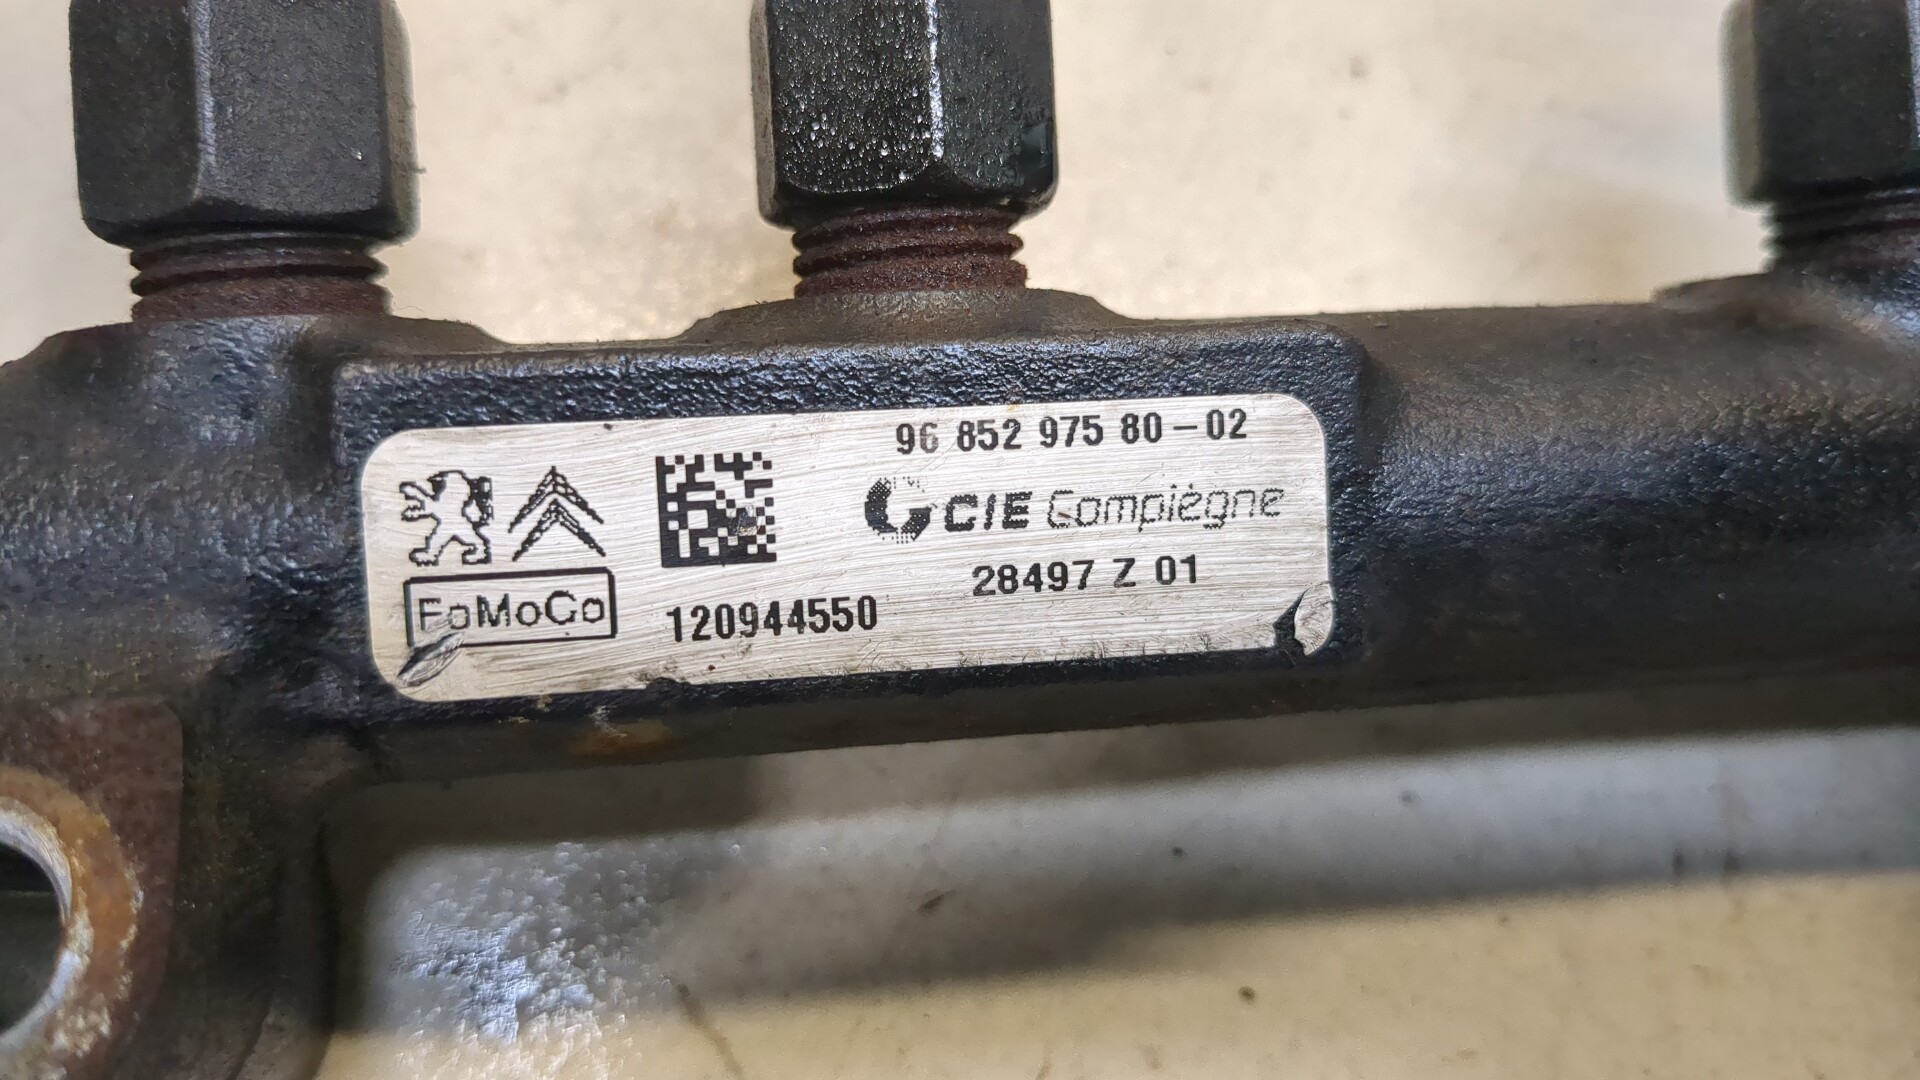 96 852 975 80-02
CIE Compiègne
28497 Z 01
FoMoCo
120944550